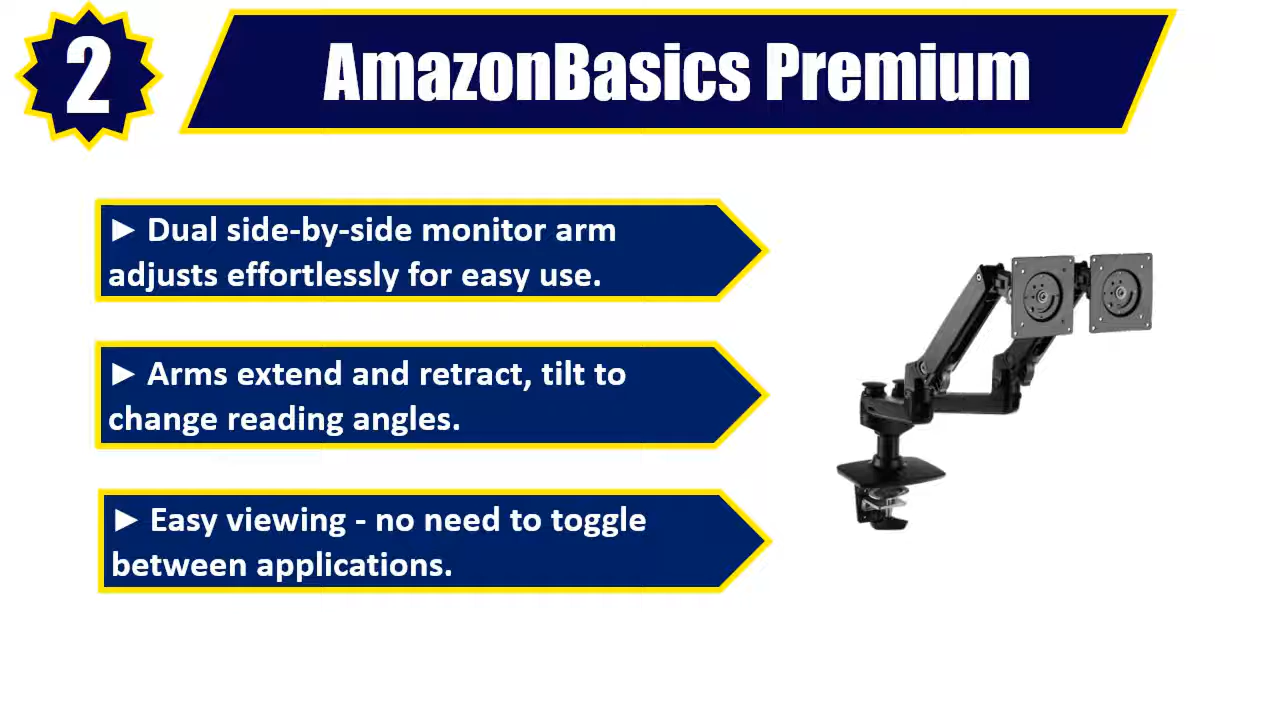 2
AmazonBasics Premium
► Dual side-by-side monitor arm
adjusts effortlessly for easy use.
► Arms extend and retract, tilt to
change reading angles.
► Easy viewing - no need to toggle
between applications.